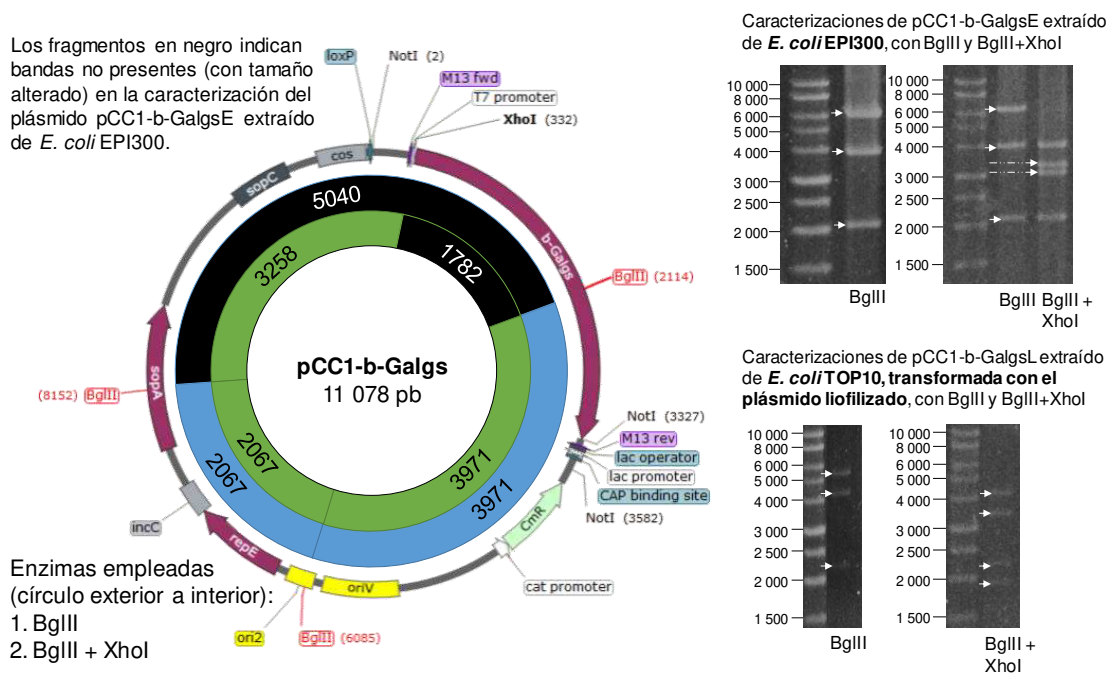 Los fragmentos en negro indican
bandas no presentes (con tamaño
alterado) en la caracterización del
plásmido pCC1-b-GalgsE extraído
de E. coli EPI300.
loxP
NotI (2)
M13 fwd
T7 promoter
XhoI (332)
cos
sopC
b-Galgs
BglII (2114)
5040
3258
1782
pCC1-b-Galgs
11 078 pb
(8152) BglII
sopA
2067
2067
3971
3971
NotI (3327)
M13 rev
lac operator
lac promoter
CAP binding site
NotI (3582)
CmR
cat promoter
incC
repE
oriV
ori2
BglII (6085)
Enzimas empleadas
(círculo exterior a interior):
1. BglII
2. BglII + XhoI
Caracterizaciones de pCC1-b-GalgsE extraído
de E. coli EPI300, con BglII y BglII+XhoI
10 000
8 000
6 000
5 000
4 000
3 000
2 500
2 000
1 500
BglII
10 000
8 000
6 000
5 000
4 000
3 000
2 500
2 000
1 500
BglII BglII +
XhoI
Caracterizaciones de pCC1-b-GalgsL extraído
de E. coli TOP10, transformada con el
plásmido liofilizado, con BglII y BglII+XhoI
10 000
8 000
6 000
5 000
4 000
3 000
2 500
2 000
1 500
BglII
10 000
8 000
6 000
5 000
4 000
3 000
2 500
2 000
1 500
BglII +
XhoI